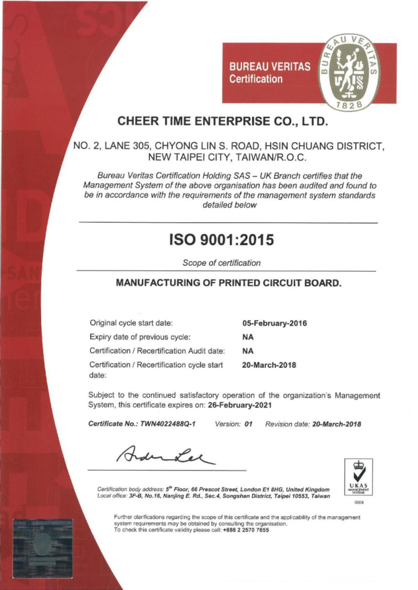 BUREAU VERITAS
Certification
BUREAU VERITAS
1828
CHEER TIME ENTERPRISE CO., LTD.
NO. 2, LANE 305, CHYONG LIN S. ROAD, HSIN CHUANG DISTRICT,
NEW TAIPEI CITY, TAIWAN/R.O.C.
Bureau Veritas Certification Holding SAS – UK Branch certifies that the
Management System of the above organisation has been audited and found to
be in accordance with the requirements of the management system standards
detailed below
ISO 9001:2015
Scope of certification
MANUFACTURING OF PRINTED CIRCUIT BOARD.
Original cycle start date: 05-February-2016
Expiry date of previous cycle: NA
Certification / Recertification Audit date: NA
Certification / Recertification cycle start 20-March-2018
date:
Subject to the continued satisfactory operation of the organization's Management
System, this certificate expires on: 26-February-2021
Certificate No.: TWN4022488Q-1 Version: 01 Revision date: 20-March-2018
Certification body address: 5th Floor, 66 Prescot Street, London E1 8HG, United Kingdom
Local office: 3F-B, No.16, Nanjing E. Rd., Sec.4, Songshan District, Taipei 10553, Taiwan
UKAS
MANAGEMENT
SYSTEMS
0008
Further clarifications regarding the scope of this certificate and the applicability of the management
system requirements may be obtained by consulting the organisation.
To check this certificate validity please call: +886 2 2570 7655